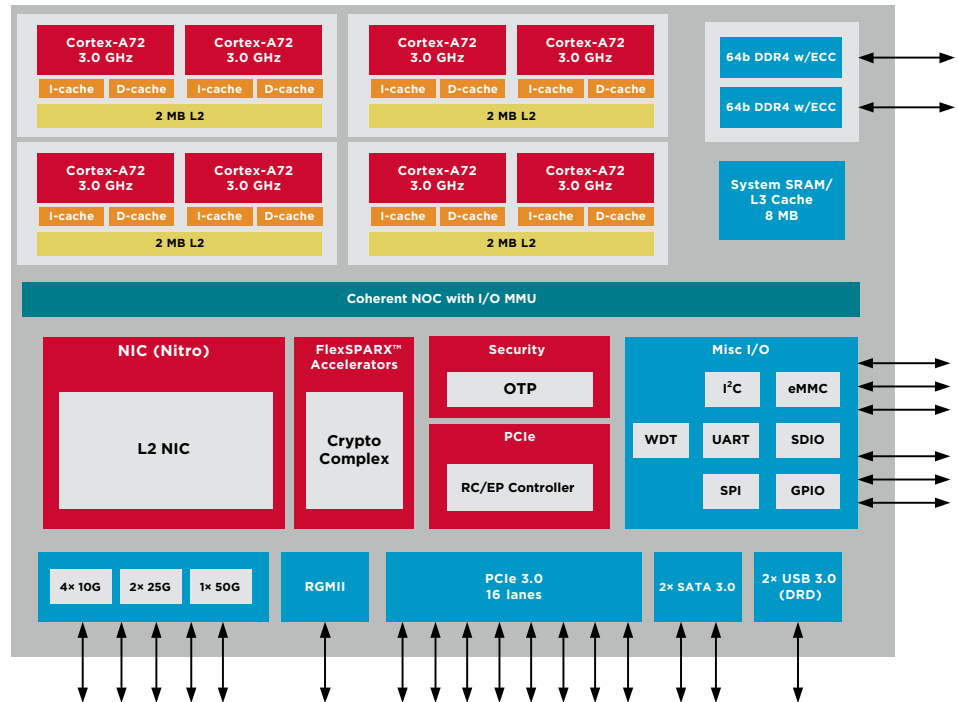 Cortex-A72
3.0 GHz
Cortex-A72
3.0 GHz
I-cache
D-cache
I-cache
D-cache
2 MB L2
Cortex-A72
3.0 GHz
Cortex-A72
3.0 GHz
I-cache
D-cache
I-cache
D-cache
2 MB L2
64b DDR4 w/ECC
64b DDR4 w/ECC
Cortex-A72
3.0 GHz
Cortex-A72
3.0 GHz
I-cache
D-cache
I-cache
D-cache
2 MB L2
Cortex-A72
3.0 GHz
Cortex-A72
3.0 GHz
I-cache
D-cache
I-cache
D-cache
2 MB L2
System SRAM/
L3 Cache
8 MB
Coherent NOC with I/O MMU
NIC (Nitro)
L2 NIC
FlexSPARX™
Accelerators
Crypto
Complex
Security
OTP
PCIe
RC/EP Controller
Misc I/O
I²C
eMMC
WDT
UART
SDIO
SPI
GPIO
4× 10G
2× 25G
1× 50G
RGMII
PCIe 3.0
16 lanes
2× SATA 3.0
2× USB 3.0
(DRD)